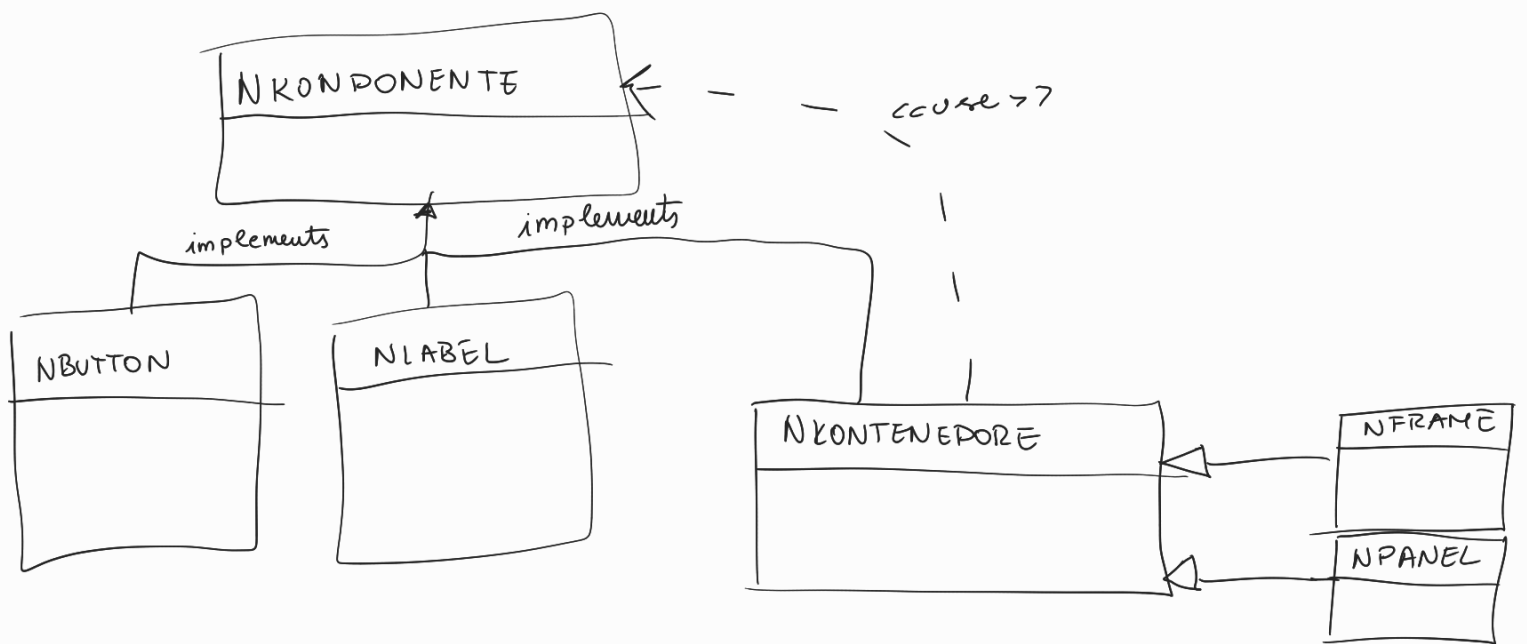 NKONPONENTE
<<use>>
implements
implements
NBUTTON
NLABEL
NKONTENEDORE
NFRAME
NPANEL